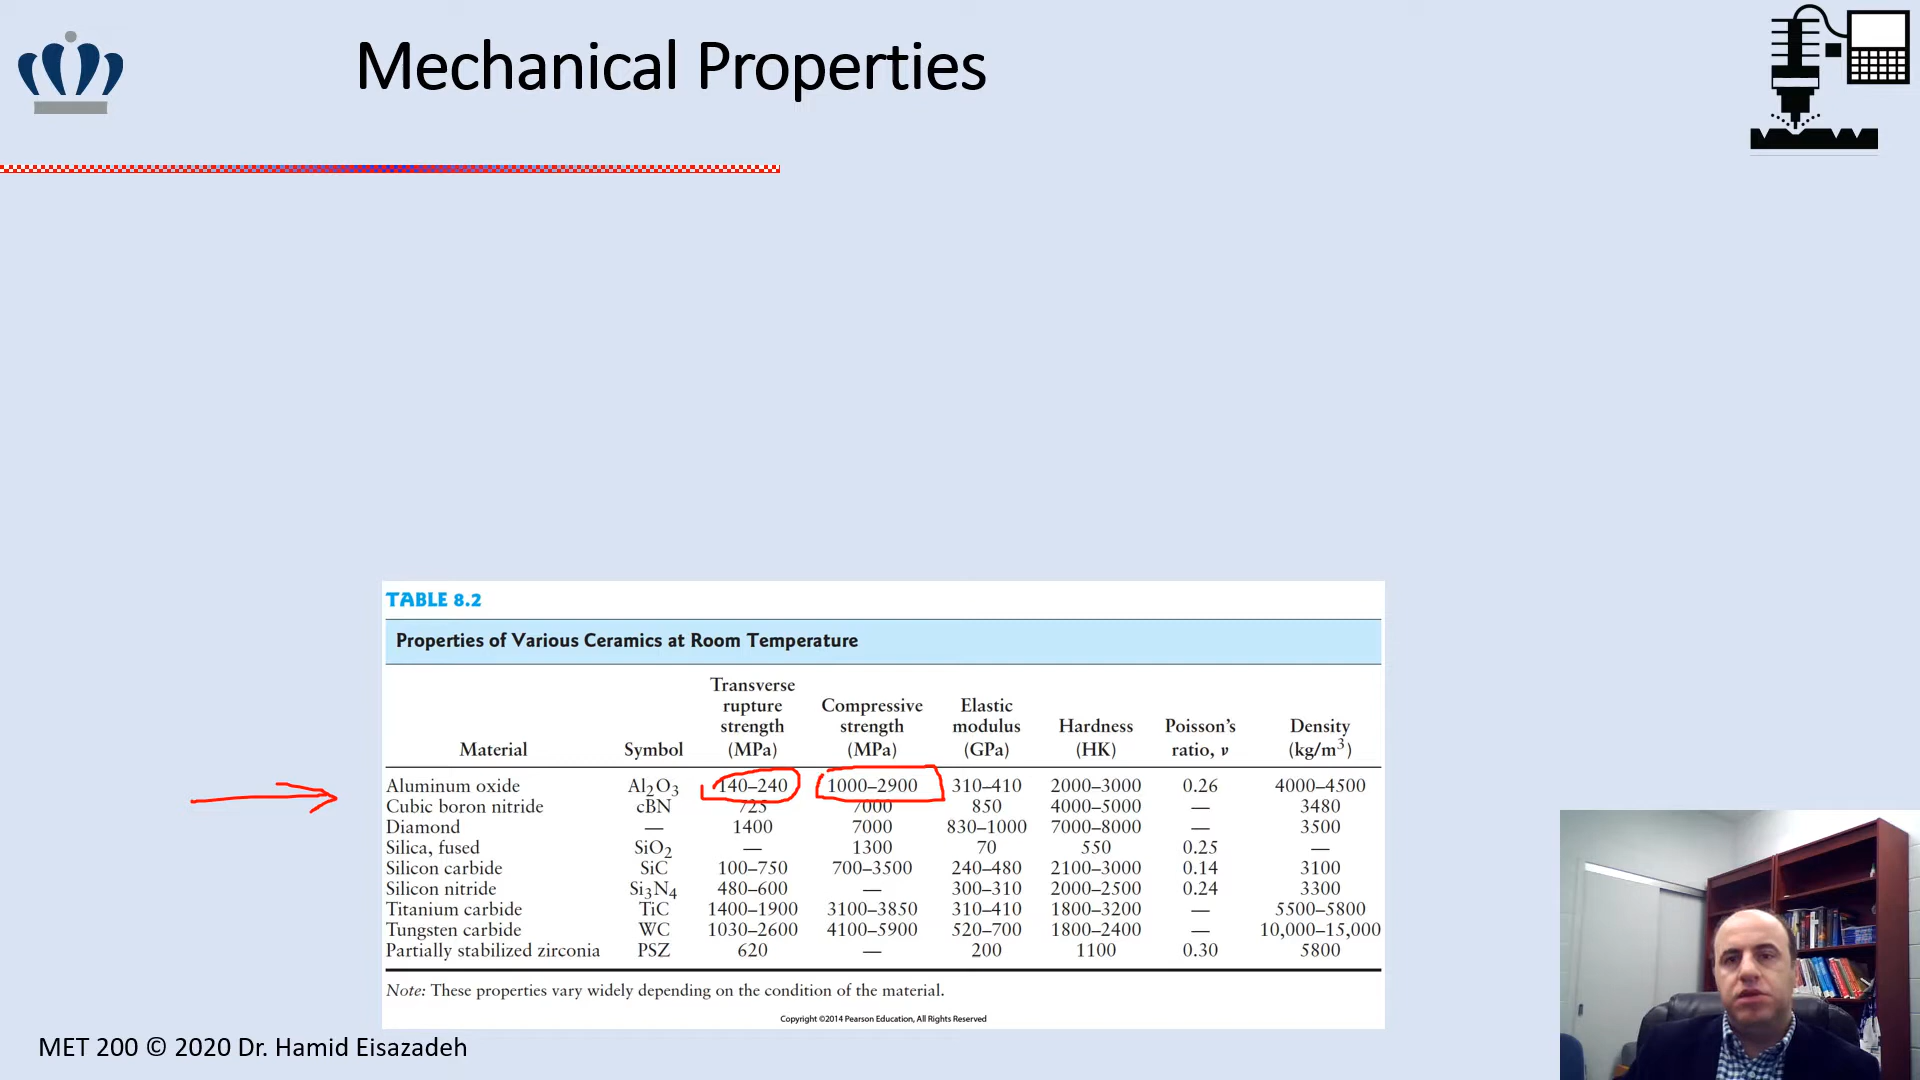 Mechanical Properties
TABLE 8.2
Properties of Various Ceramics at Room Temperature
Material Symbol Transverse rupture strength (MPa) Compressive strength (MPa) Elastic modulus (GPa) Hardness (HK) Poisson's ratio, ν Density (kg/m³)
Aluminum oxide Al₂O₃ 140–240 1000–2900 310–410 2000–3000 0.26 4000–4500
Cubic boron nitride cBN 725 7000 850 4000–5000 — 3480
Diamond — 1400 7000 830–1000 7000–8000 — 3500
Silica, fused SiO₂ — 1300 70 550 0.25 —
Silicon carbide SiC 100–750 700–3500 240–480 2100–3000 0.14 3100
Silicon nitride Si₃N₄ 480–600 — 300–310 2000–2500 0.24 3300
Titanium carbide TiC 1400–1900 3100–3850 310–410 1800–3200 — 5500–5800
Tungsten carbide WC 1030–2600 4100–5900 520–700 1800–2400 — 10,000–15,000
Partially stabilized zirconia PSZ 620 — 200 1100 0.30 5800
Note: These properties vary widely depending on the condition of the material.
Copyright ©2014 Pearson Education, All Rights Reserved
MET 200 © 2020 Dr. Hamid Eisazadeh